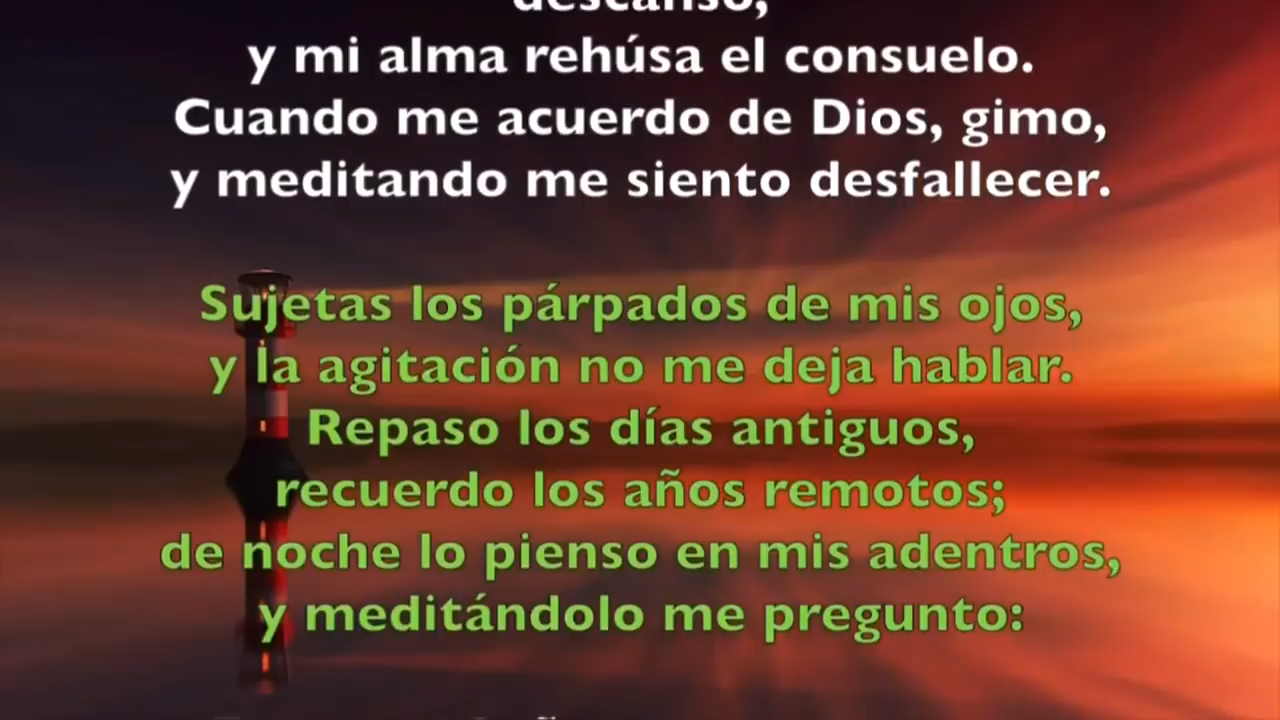 descanso,
y mi alma rehúsa el consuelo.
Cuando me acuerdo de Dios, gimo,
y meditando me siento desfallecer.
Sujetas los párpados de mis ojos,
y la agitación no me deja hablar.
Repaso los días antiguos,
recuerdo los años remotos;
de noche lo pienso en mis adentros,
y meditándolo me pregunto: